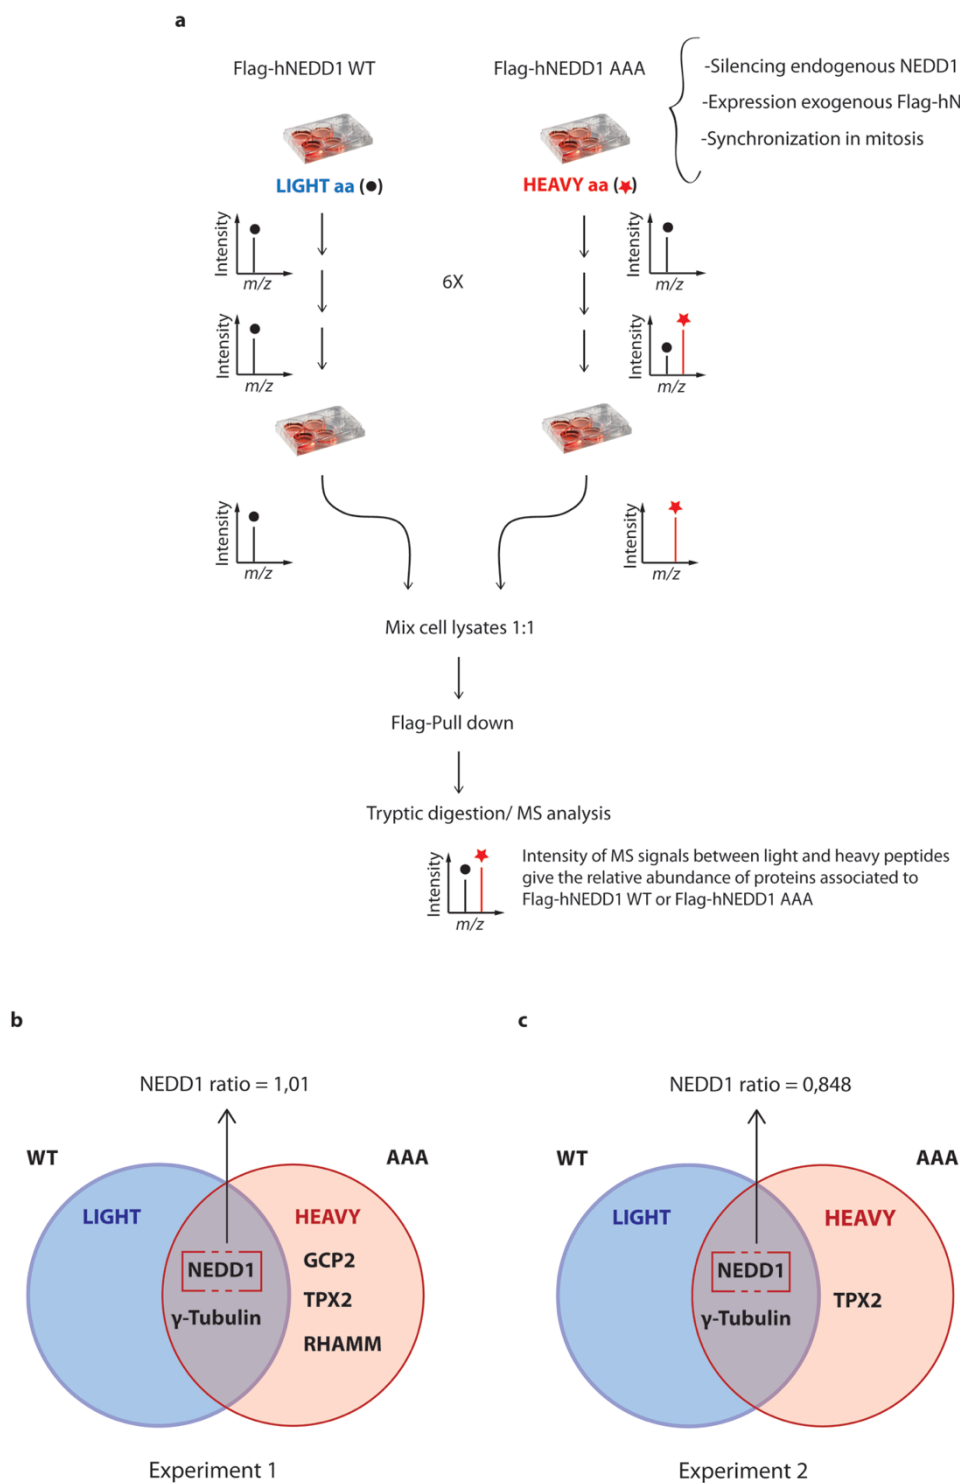 a
Flag-hNEDD1 WT
Flag-hNEDD1 AAA
-Silencing endogenous NEDD1
-Expression exogenous Flag-hN
-Synchronization in mitosis
LIGHT aa (●)
HEAVY aa (★)
Intensity
m/z
Intensity
m/z
6X
Intensity
m/z
Intensity
m/z
Intensity
m/z
Intensity
m/z
Mix cell lysates 1:1
Flag-Pull down
Tryptic digestion/ MS analysis
Intensity
m/z
Intensity of MS signals between light and heavy peptides
give the relative abundance of proteins associated to
Flag-hNEDD1 WT or Flag-hNEDD1 AAA
b
NEDD1 ratio = 1,01
WT
AAA
LIGHT
HEAVY
NEDD1
γ-Tubulin
GCP2
TPX2
RHAMM
Experiment 1
c
NEDD1 ratio = 0,848
WT
AAA
LIGHT
HEAVY
NEDD1
γ-Tubulin
TPX2
Experiment 2